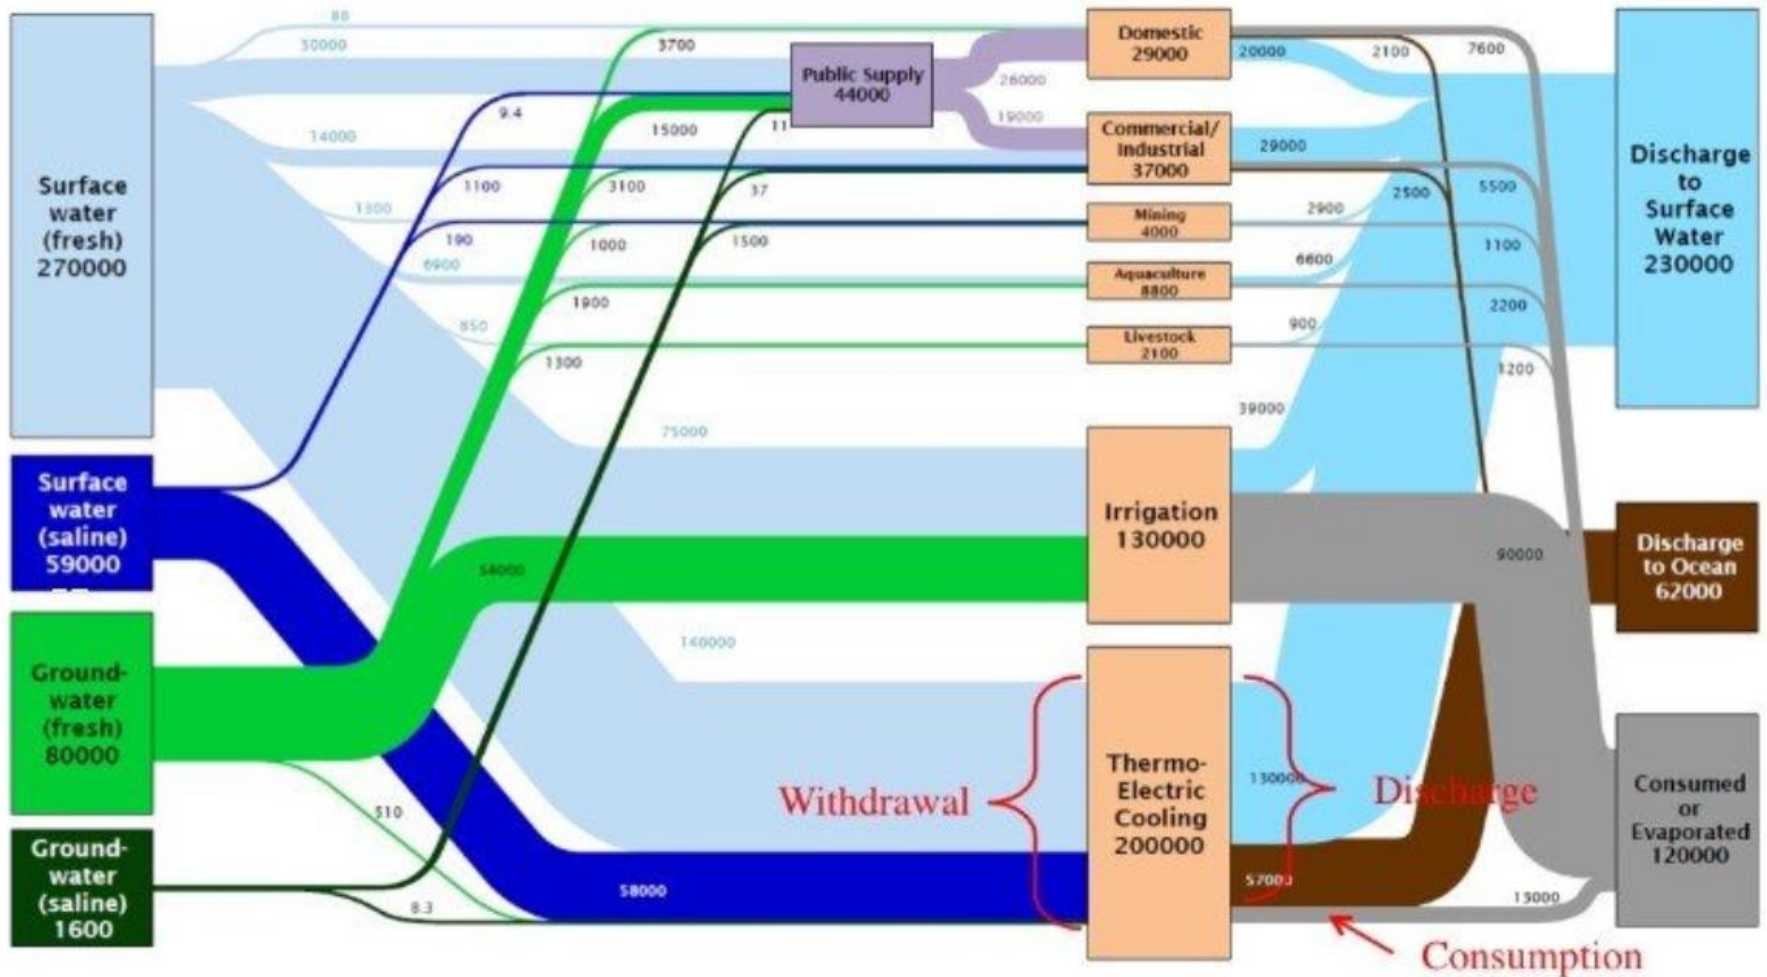 Surface
water
(fresh)
270000
Surface
water
(saline)
59000
Ground-
water
(fresh)
80000
Ground-
water
(saline)
1600
88
30000
14000
1300
6900
850
75000
140000
9.4
1100
190
58000
3700
15000
3100
1000
1900
1300
54000
510
11
37
1500
8.3
Public Supply
44000
26000
19000
Domestic
29000
Commercial/
Industrial
37000
Mining
4000
Aquaculture
8800
Livestock
2100
Irrigation
130000
Thermo-
Electric
Cooling
200000
Withdrawal
20000
2100
7600
29000
2500
5500
2900
1100
6600
2200
900
1200
39000
90000
130000
57000
13000
Discharge
Consumption
Discharge
to
Surface
Water
230000
Discharge
to Ocean
62000
Consumed
or
Evaporated
120000